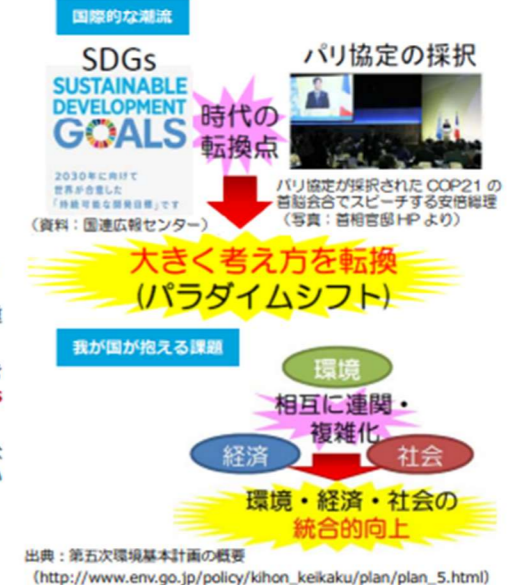 国際的な潮流
SDGs
SUSTAINABLE
DEVELOPMENT
GOALS
2030年に向けて
世界が合意した
「持続可能な開発目標」です
（資料：国連広報センター）
時代の
転換点
パリ協定の採択
パリ協定が採択された COP21 の
首脳会合でスピーチする安倍総理
（写真：首相官邸 HP より）
大きく考え方を転換
(パラダイムシフト)
我が国が抱える課題
環境
相互に連関・
複雑化
経済
社会
環境・経済・社会の
統合的向上
出典：第五次環境基本計画の概要
（http://www.env.go.jp/policy/kihon_keikaku/plan/plan_5.html）